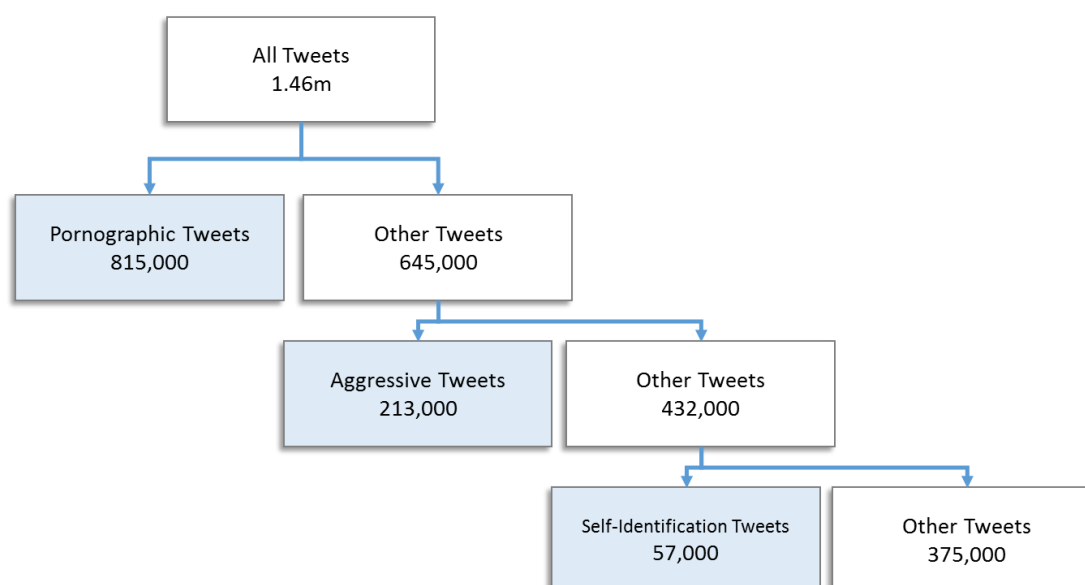 All Tweets
1.46m
Pornographic Tweets
815,000
Other Tweets
645,000
Aggressive Tweets
213,000
Other Tweets
432,000
Self-Identification Tweets
57,000
Other Tweets
375,000